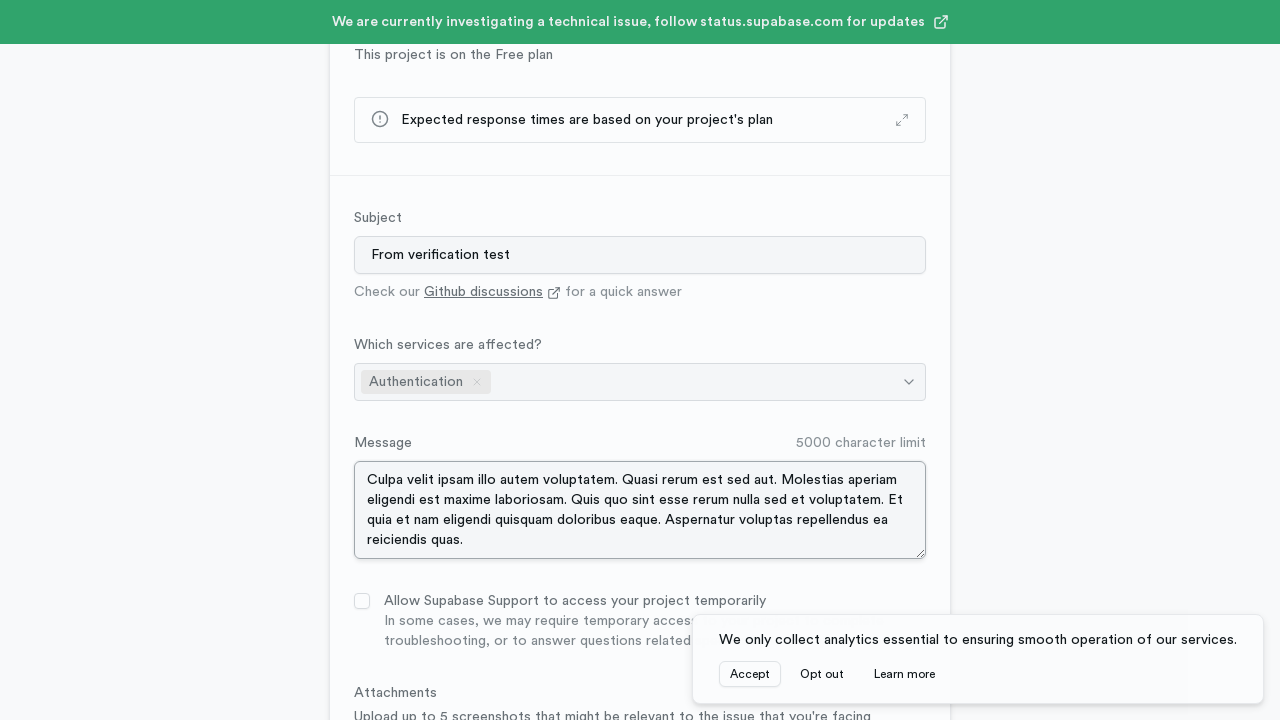 We are currently investigating a technical issue, follow status.supabase.com for updates
This project is on the Free plan
Expected response times are based on your project's plan
Subject
From verification test
Check our Github discussions for a quick answer
Which services are affected?
Authentication
Message 5000 character limit
Culpa velit ipsam illo autem voluptatem. Quasi rerum est sed aut. Molestias aperiam
eligendi est maxime laboriosam. Quis quo sint esse rerum nulla sed et voluptatem. Et
quia et nam eligendi quisquam doloribus eaque. Aspernatur voluptas repellendus ea
reiciendis quas.
Allow Supabase Support to access your project temporarily
In some cases, we may require temporary
troubleshooting, or to answer questions related
We only collect analytics essential to ensuring smooth operation of our services.
Accept Opt out Learn more
Attachments
Upload up to 5 screenshots that might be relevant to the issue that you're facing